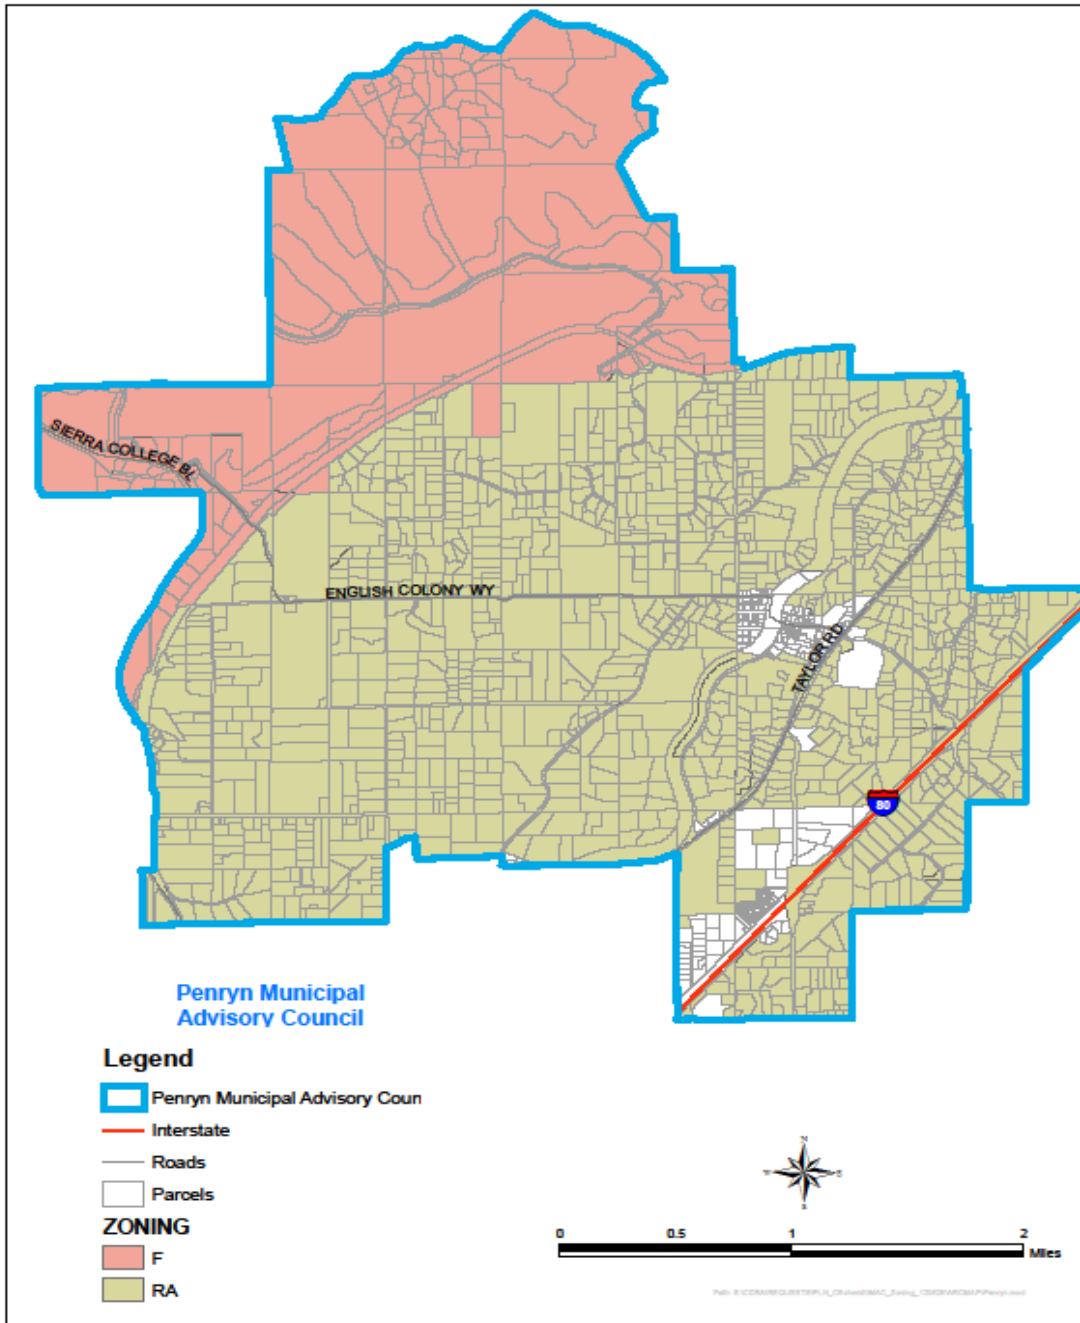 SIERRA COLLEGE BL
ENGLISH COLONY WY
TAYLOR RD
80
Penryn Municipal
Advisory Council
Legend
Penryn Municipal Advisory Coun
Interstate
Roads
Parcels
ZONING
F
RA
N
S
0 0.5 1 2
Miles